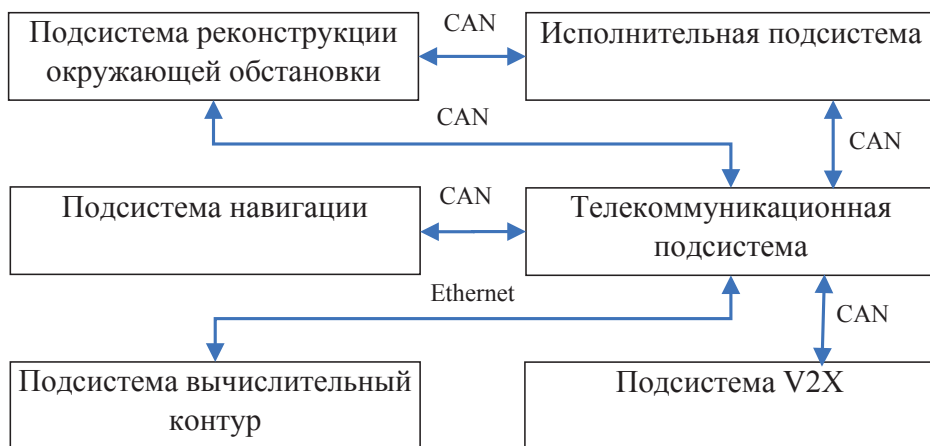 Подсистема реконструкции
окружающей обстановки
CAN
Исполнительная подсистема
CAN
CAN
Подсистема навигации
CAN
Телекоммуникационная
подсистема
Ethernet
CAN
Подсистема вычислительный
контур
Подсистема V2X